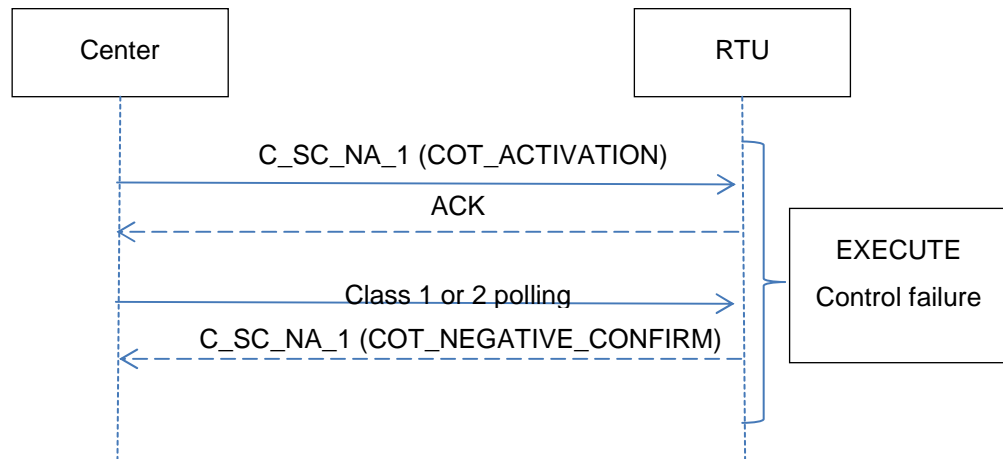 Center
RTU
C_SC_NA_1 (COT_ACTIVATION)
ACK
EXECUTE
Control failure
Class 1 or 2 polling
C_SC_NA_1 (COT_NEGATIVE_CONFIRM)